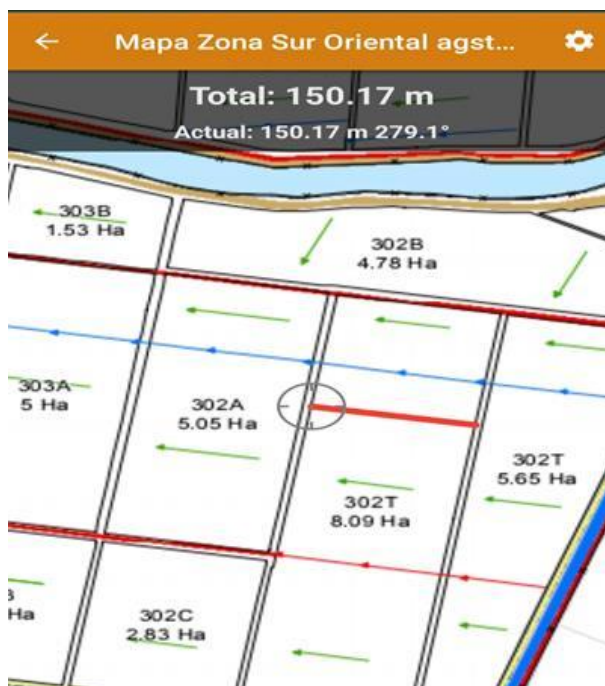 Mapa Zona Sur Oriental agst...
Total: 150.17 m
Actual: 150.17 m 279.1°
303B
1.53 Ha
302B
4.78 Ha
303A
5 Ha
302A
5.05 Ha
302T
5.65 Ha
302T
8.09 Ha
Ha
302C
2.83 Ha